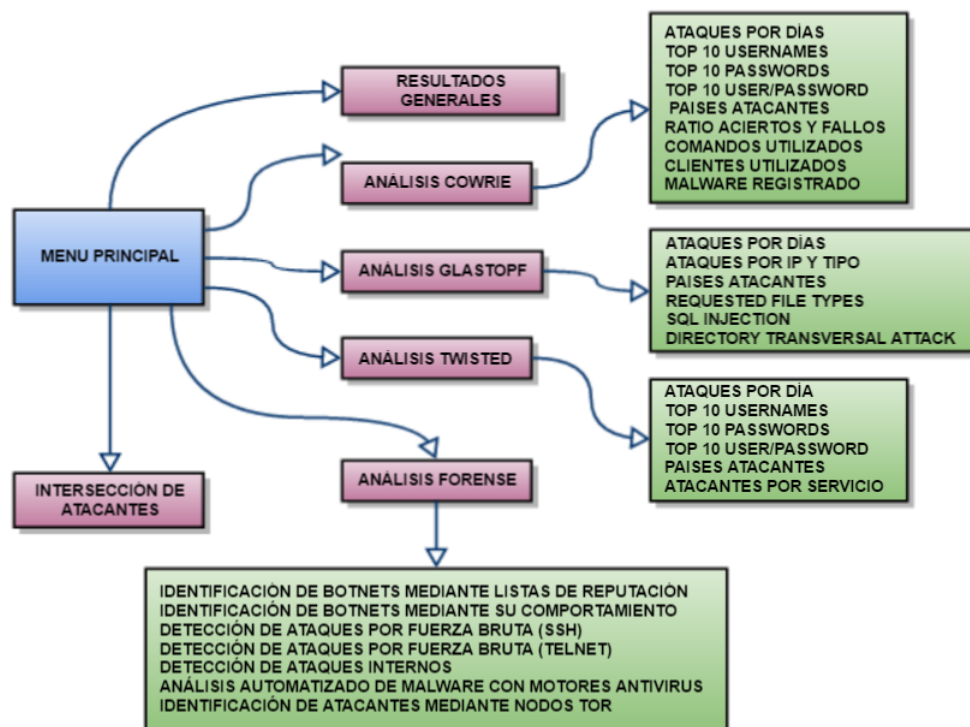 RESULTADOS
GENERALES
ANÁLISIS COWRIE
ATAQUES POR DÍAS
TOP 10 USERNAMES
TOP 10 PASSWORDS
TOP 10 USER/PASSWORD
PAISES ATACANTES
RATIO ACIERTOS Y FALLOS
COMANDOS UTILIZADOS
CLIENTES UTILIZADOS
MALWARE REGISTRADO
MENU PRINCIPAL
ANÁLISIS GLASTOPF
ATAQUES POR DÍAS
ATAQUES POR IP Y TIPO
PAISES ATACANTES
REQUESTED FILE TYPES
SQL INJECTION
DIRECTORY TRANSVERSAL ATTACK
ANÁLISIS TWISTED
ATAQUES POR DÍA
TOP 10 USERNAMES
TOP 10 PASSWORDS
TOP 10 USER/PASSWORD
PAISES ATACANTES
ATACANTES POR SERVICIO
INTERSECCIÓN DE
ATACANTES
ANÁLISIS FORENSE
IDENTIFICACIÓN DE BOTNETS MEDIANTE LISTAS DE REPUTACIÓN
IDENTIFICACIÓN DE BOTNETS MEDIANTE SU COMPORTAMIENTO
DETECCIÓN DE ATAQUES POR FUERZA BRUTA (SSH)
DETECCIÓN DE ATAQUES POR FUERZA BRUTA (TELNET)
DETECCIÓN DE ATAQUES INTERNOS
ANÁLISIS AUTOMATIZADO DE MALWARE CON MOTORES ANTIVIRUS
IDENTIFICACIÓN DE ATACANTES MEDIANTE NODOS TOR